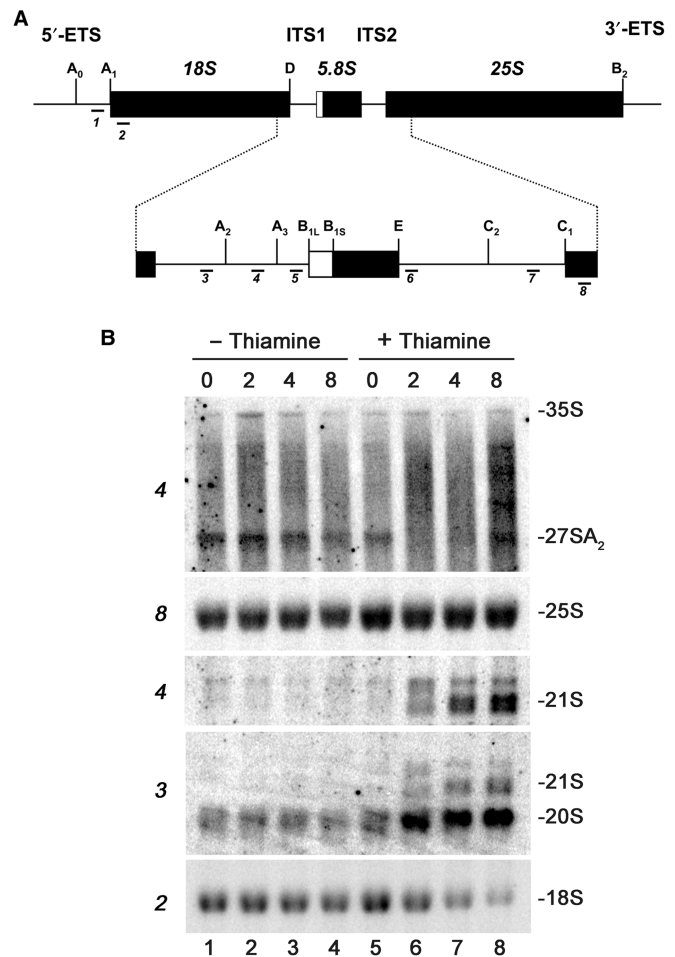 A
5′-ETS ITS1 ITS2 3′-ETS
18S 5.8S 25S
A0 A1 D B2
1 2
A2 A3 B1L B1S E C2 C1
3 4 5 6 7 8
B
– Thiamine + Thiamine
0 2 4 8 0 2 4 8
-35S
4
-27SA2
8 -25S
4 -21S
-21S
3
-20S
2 -18S
1 2 3 4 5 6 7 8